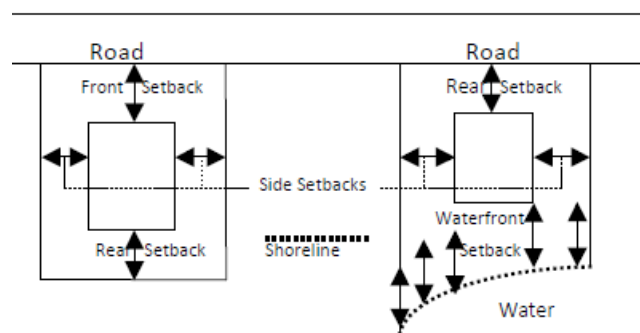 Road
Road
Front Setback
Rear Setback
Side Setbacks
Waterfront
Setback
Rear Setback
Shoreline
Water